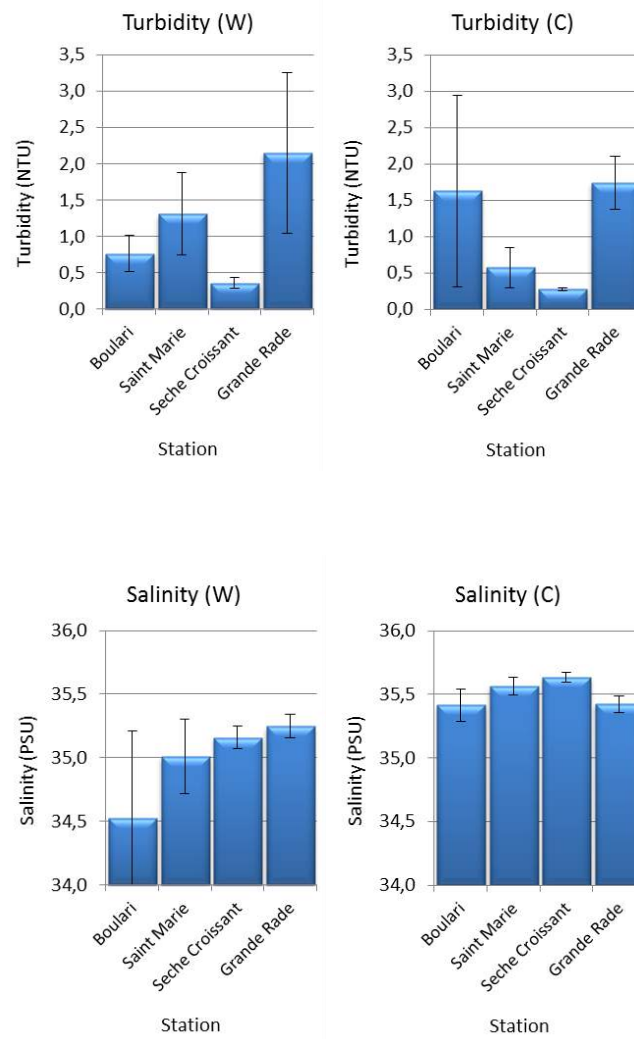 Turbidity (W)
Turbidity (NTU)
3,5
3,0
2,5
2,0
1,5
1,0
0,5
0,0
Boulari
Saint Marie
Seche Croissant
Grande Rade
Station
Turbidity (C)
Turbidity (NTU)
3,5
3,0
2,5
2,0
1,5
1,0
0,5
0,0
Boulari
Saint Marie
Seche Croissant
Grande Rade
Station
Salinity (W)
Salinity (PSU)
36,0
35,5
35,0
34,5
34,0
Boulari
Saint Marie
Seche Croissant
Grande Rade
Station
Salinity (C)
Salinity (PSU)
36,0
35,5
35,0
34,5
34,0
Boulari
Saint Marie
Seche Croissant
Grande Rade
Station